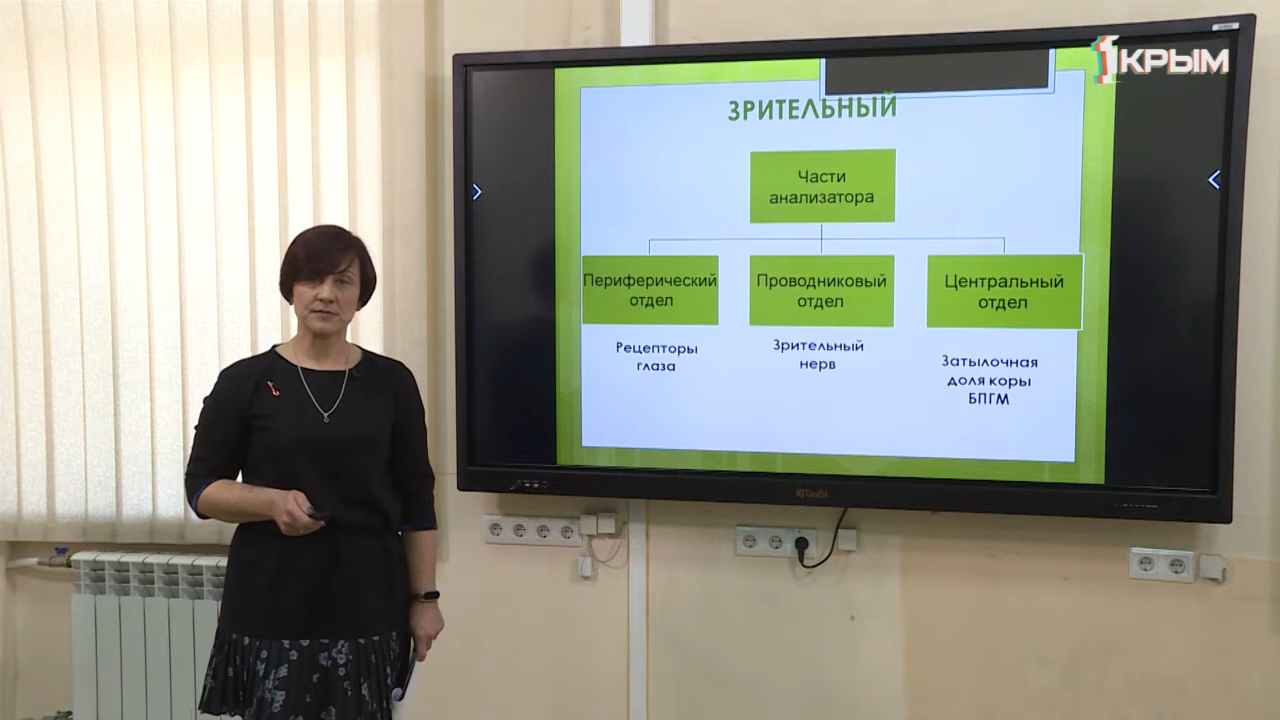 1КРЫМ
ЗРИТЕЛЬНЫЙ
Части
анализатора
Периферический
отдел
Проводниковый
отдел
Центральный
отдел
Рецепторы
глаза
Зрительный
нерв
Затылочная
доля коры
БПГМ